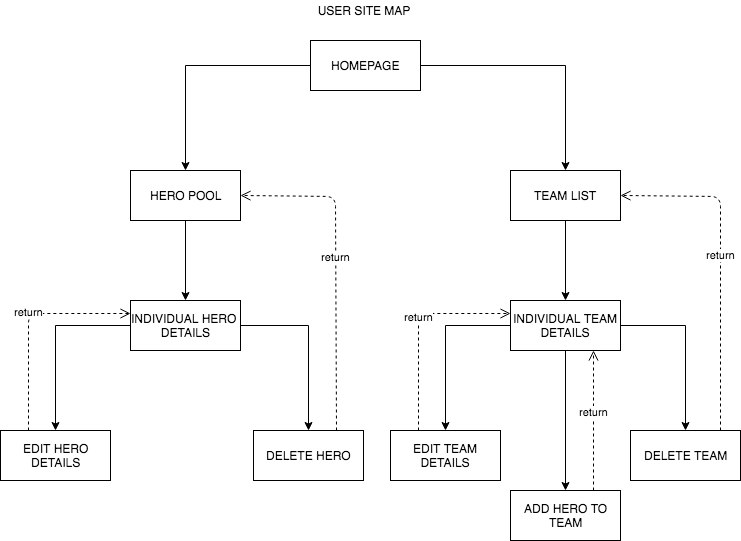 USER SITE MAP
HOMEPAGE
HERO POOL
TEAM LIST
return
return
return
INDIVIDUAL HERO
DETAILS
return
INDIVIDUAL TEAM
DETAILS
return
EDIT HERO
DETAILS
DELETE HERO
EDIT TEAM
DETAILS
DELETE TEAM
ADD HERO TO
TEAM